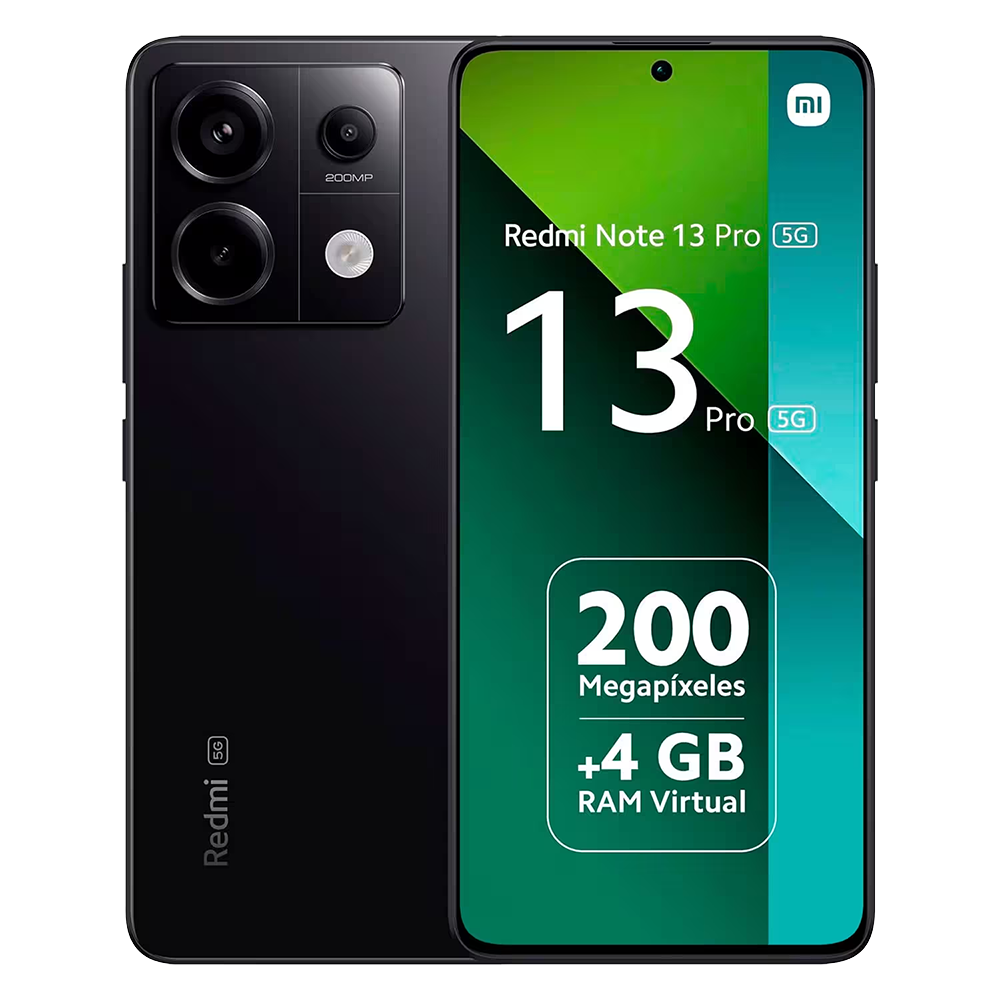 200MP
Redmi 5G
mi
Redmi Note 13 Pro 5G
13 Pro 5G
200
Megapíxeles
+4 GB
RAM Virtual